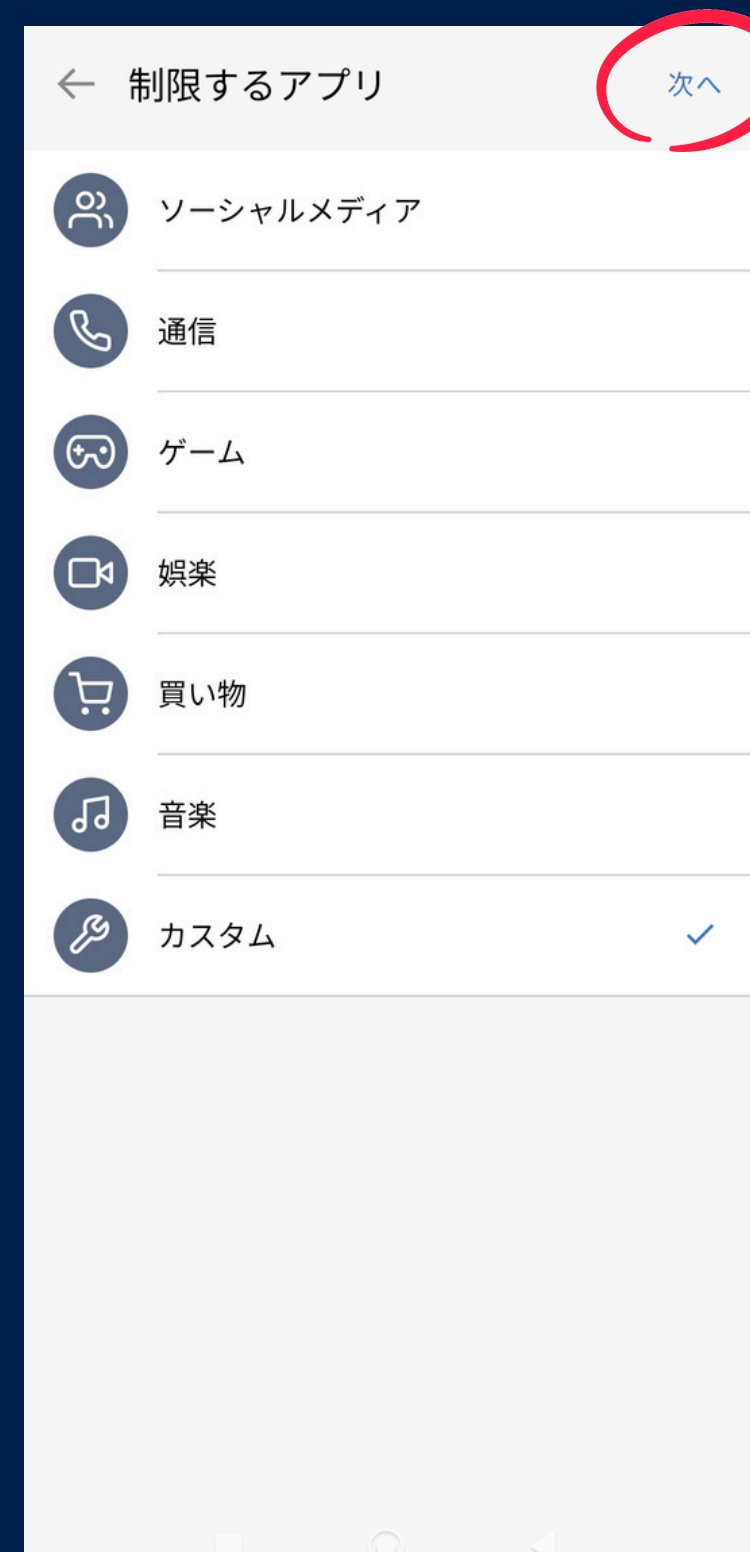 制限するアプリ 次へ
ソーシャルメディア
通信
ゲーム
娯楽
買い物
音楽
カスタム